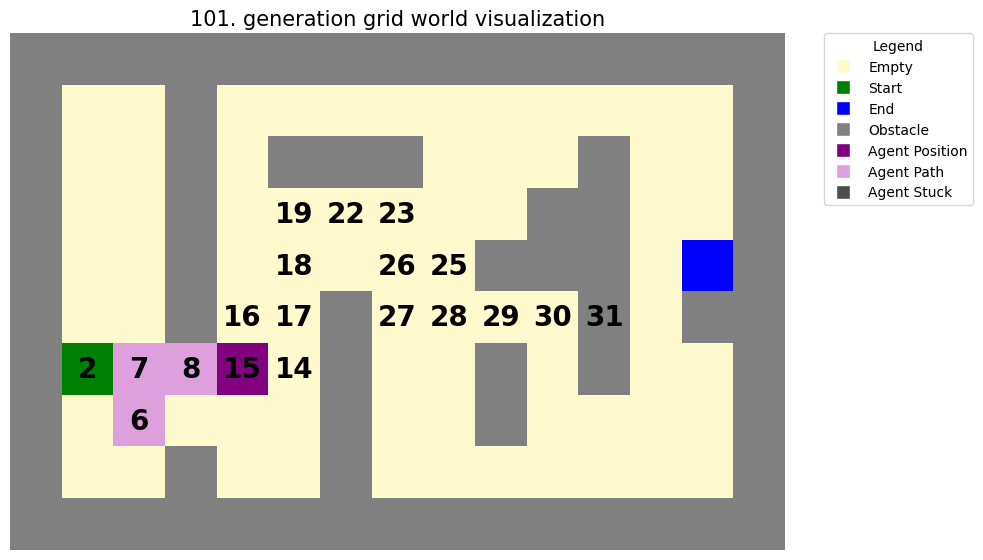 101. generation grid world visualization
Legend
Empty
Start
End
Obstacle
Agent Position
Agent Path
Agent Stuck
19 22 23
18 26 25
16 17 27 28 29 30 31
2 7 8 15 14
6